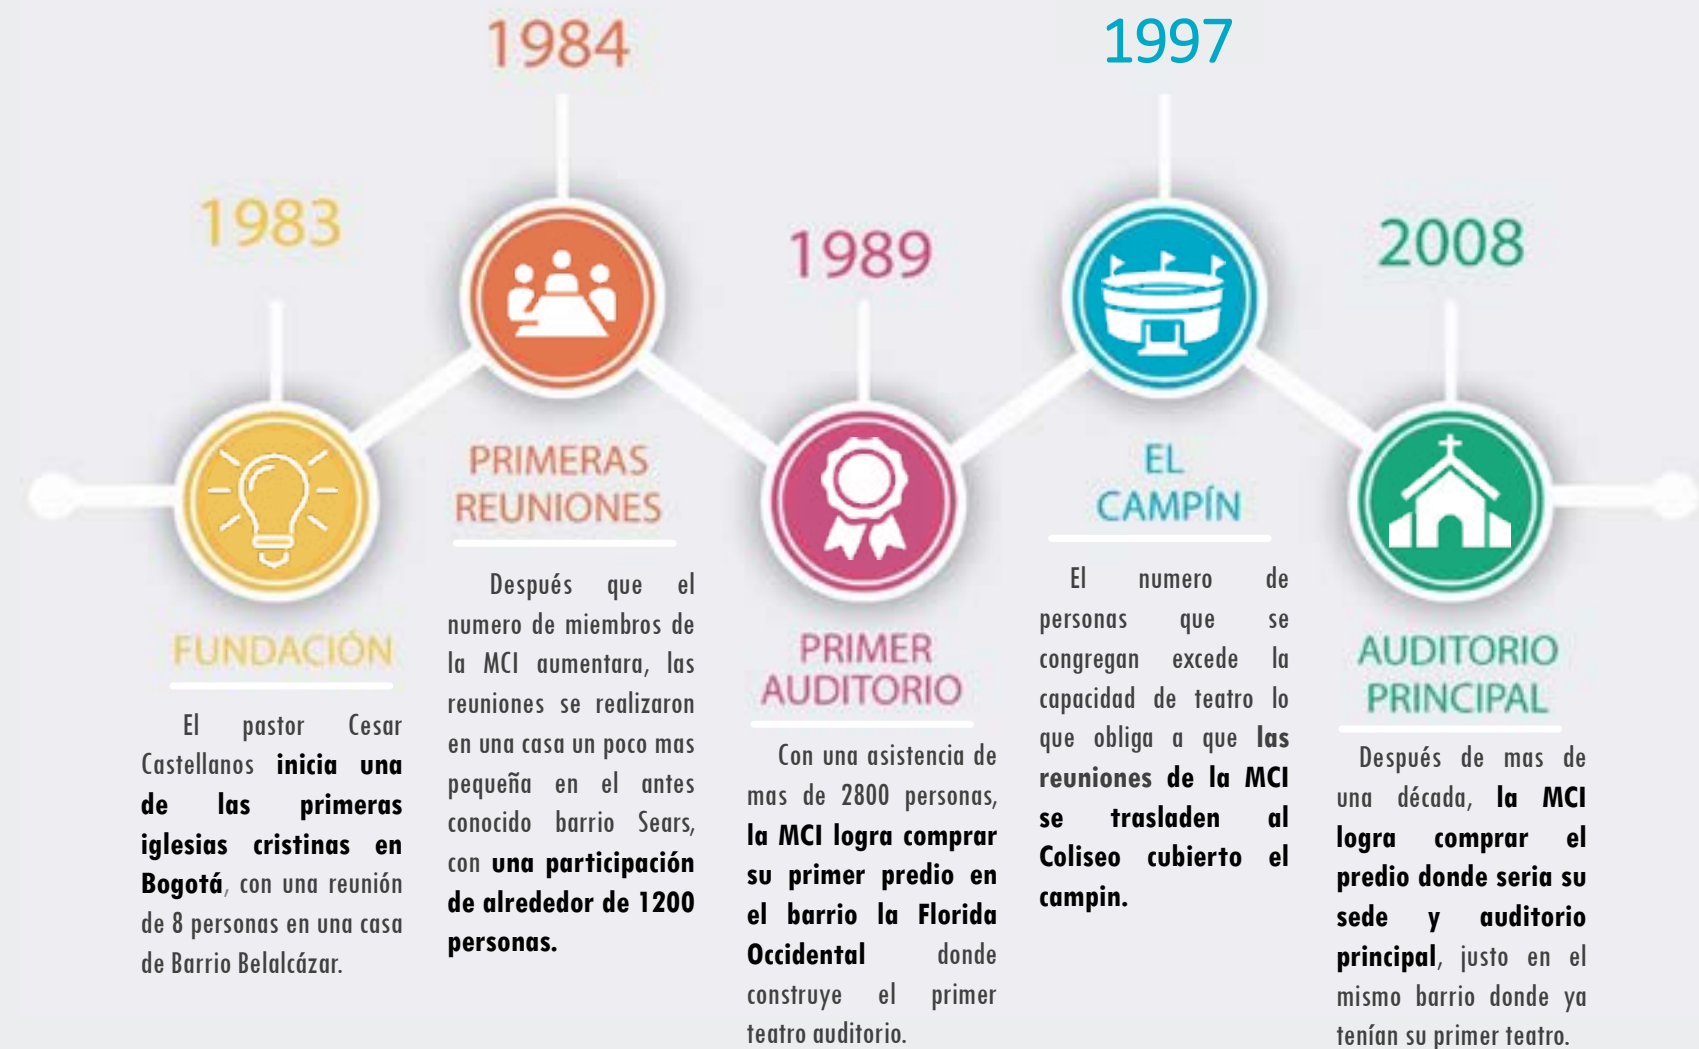 1983
FUNDACIÓN
El pastor Cesar
Castellanos inicia una
de las primeras
iglesias cristinas en
Bogotá, con una reunión
de 8 personas en una casa
de Barrio Belalcázar.
1984
PRIMERAS
REUNIONES
Después que el
numero de miembros de
la MCI aumentara, las
reuniones se realizaron
en una casa un poco mas
pequeña en el antes
conocido barrio Sears,
con una participación
de alrededor de 1200
personas.
1989
PRIMER
AUDITORIO
Con una asistencia de
mas de 2800 personas,
la MCI logra comprar
su primer predio en
el barrio la Florida
Occidental donde
construye el primer
teatro auditorio.
1997
EL
CAMPÍN
El numero de
personas que se
congregan excede la
capacidad de teatro lo
que obliga a que las
reuniones de la MCI
se trasladen al
Coliseo cubierto el
campin.
2008
AUDITORIO
PRINCIPAL
Después de mas de
una década, la MCI
logra comprar el
predio donde seria su
sede y auditorio
principal, justo en el
mismo barrio donde ya
tenían su primer teatro.